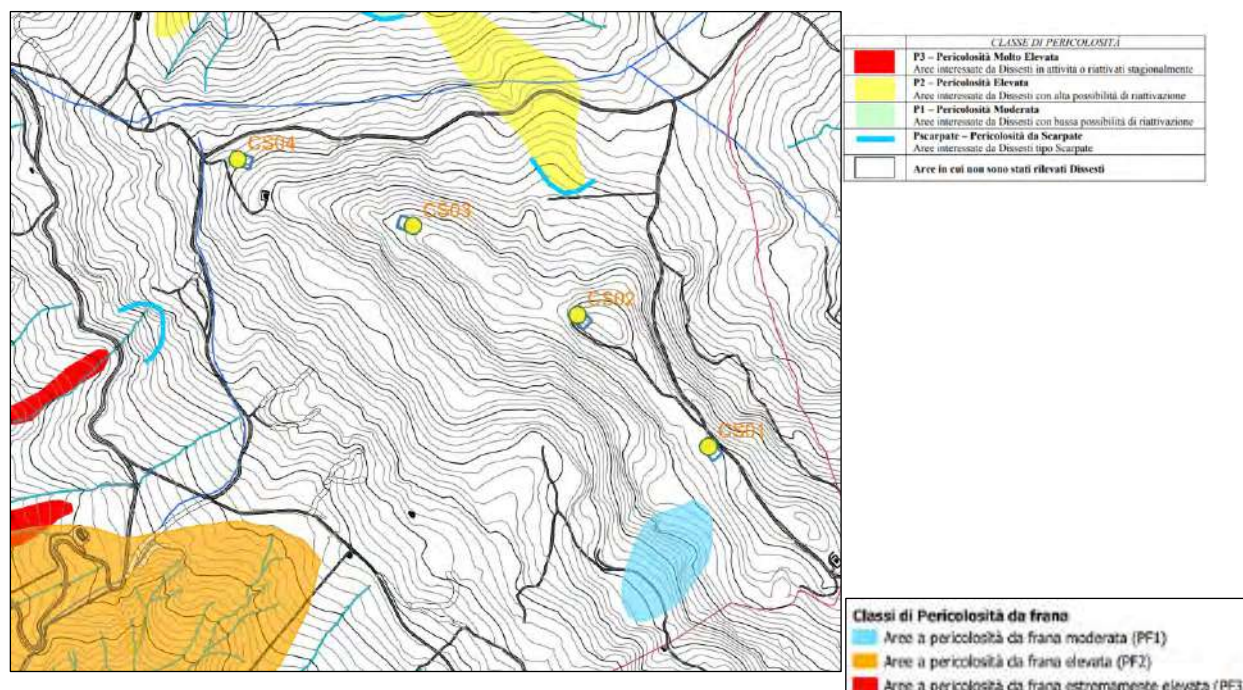 CS04
CS03
CS02
CS01
CLASSE DI PERICOLOSITÀ
P3 – Pericolosità Molto Elevata
Aree interessate da Dissesti in attività o riattivati stagionalmente
P2 – Pericolosità Elevata
Aree interessate da Dissesti con alta possibilità di riattivazione
P1 – Pericolosità Moderata
Aree interessate da Dissesti con bassa possibilità di riattivazione
Pscarpate – Pericolosità da Scarpate
Aree interessate da Dissesti tipo Scarpate
Aree in cui non sono stati rilevati Dissesti
Classi di Pericolosità da frana
Aree a pericolosità da frana moderata (PF1)
Aree a pericolosità da frana elevata (PF2)
Aree a pericolosità da frana estremamente elevata (PF3